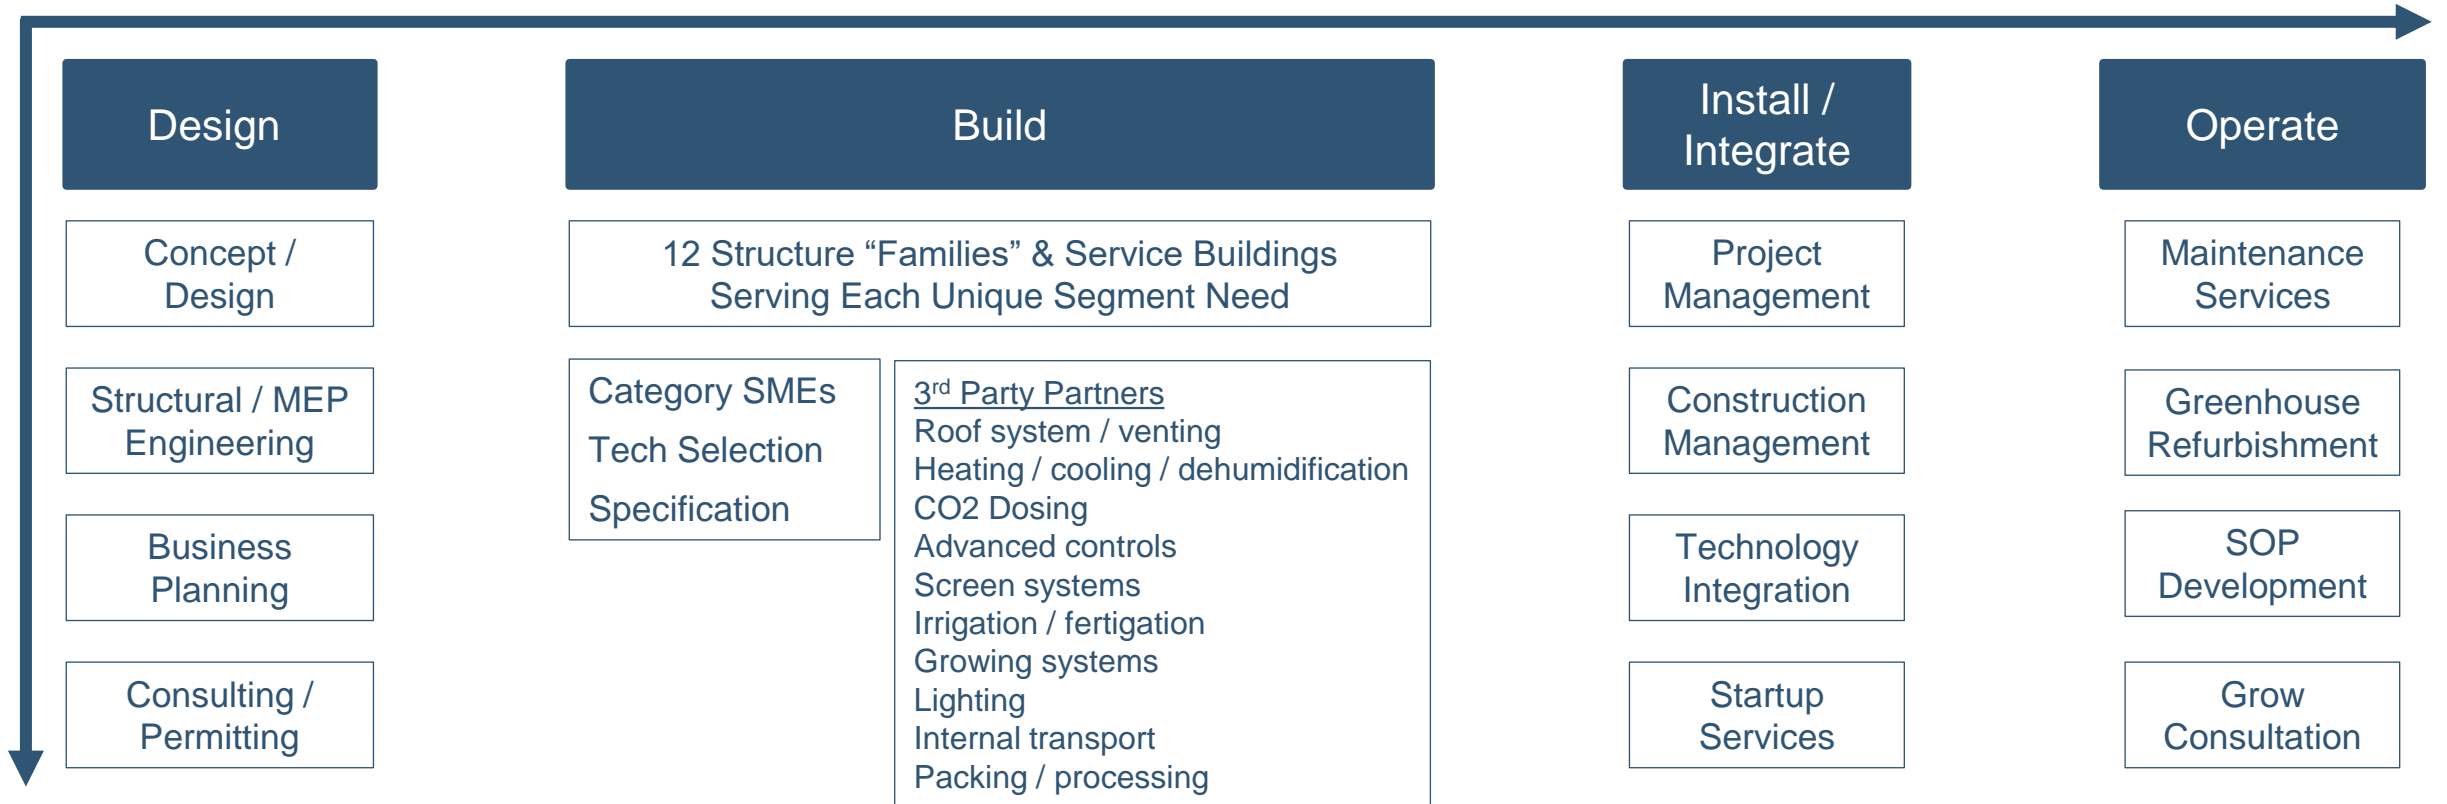 Design
Build
Install /
Integrate
Operate
Concept /
Design
Structural / MEP
Engineering
Business
Planning
Consulting /
Permitting
12 Structure “Families” & Service Buildings
Serving Each Unique Segment Need
Category SMEs
Tech Selection
Specification
3rd Party Partners
Roof system / venting
Heating / cooling / dehumidification
CO2 Dosing
Advanced controls
Screen systems
Irrigation / fertigation
Growing systems
Lighting
Internal transport
Packing / processing
Project
Management
Construction
Management
Technology
Integration
Startup
Services
Maintenance
Services
Greenhouse
Refurbishment
SOP
Development
Grow
Consultation